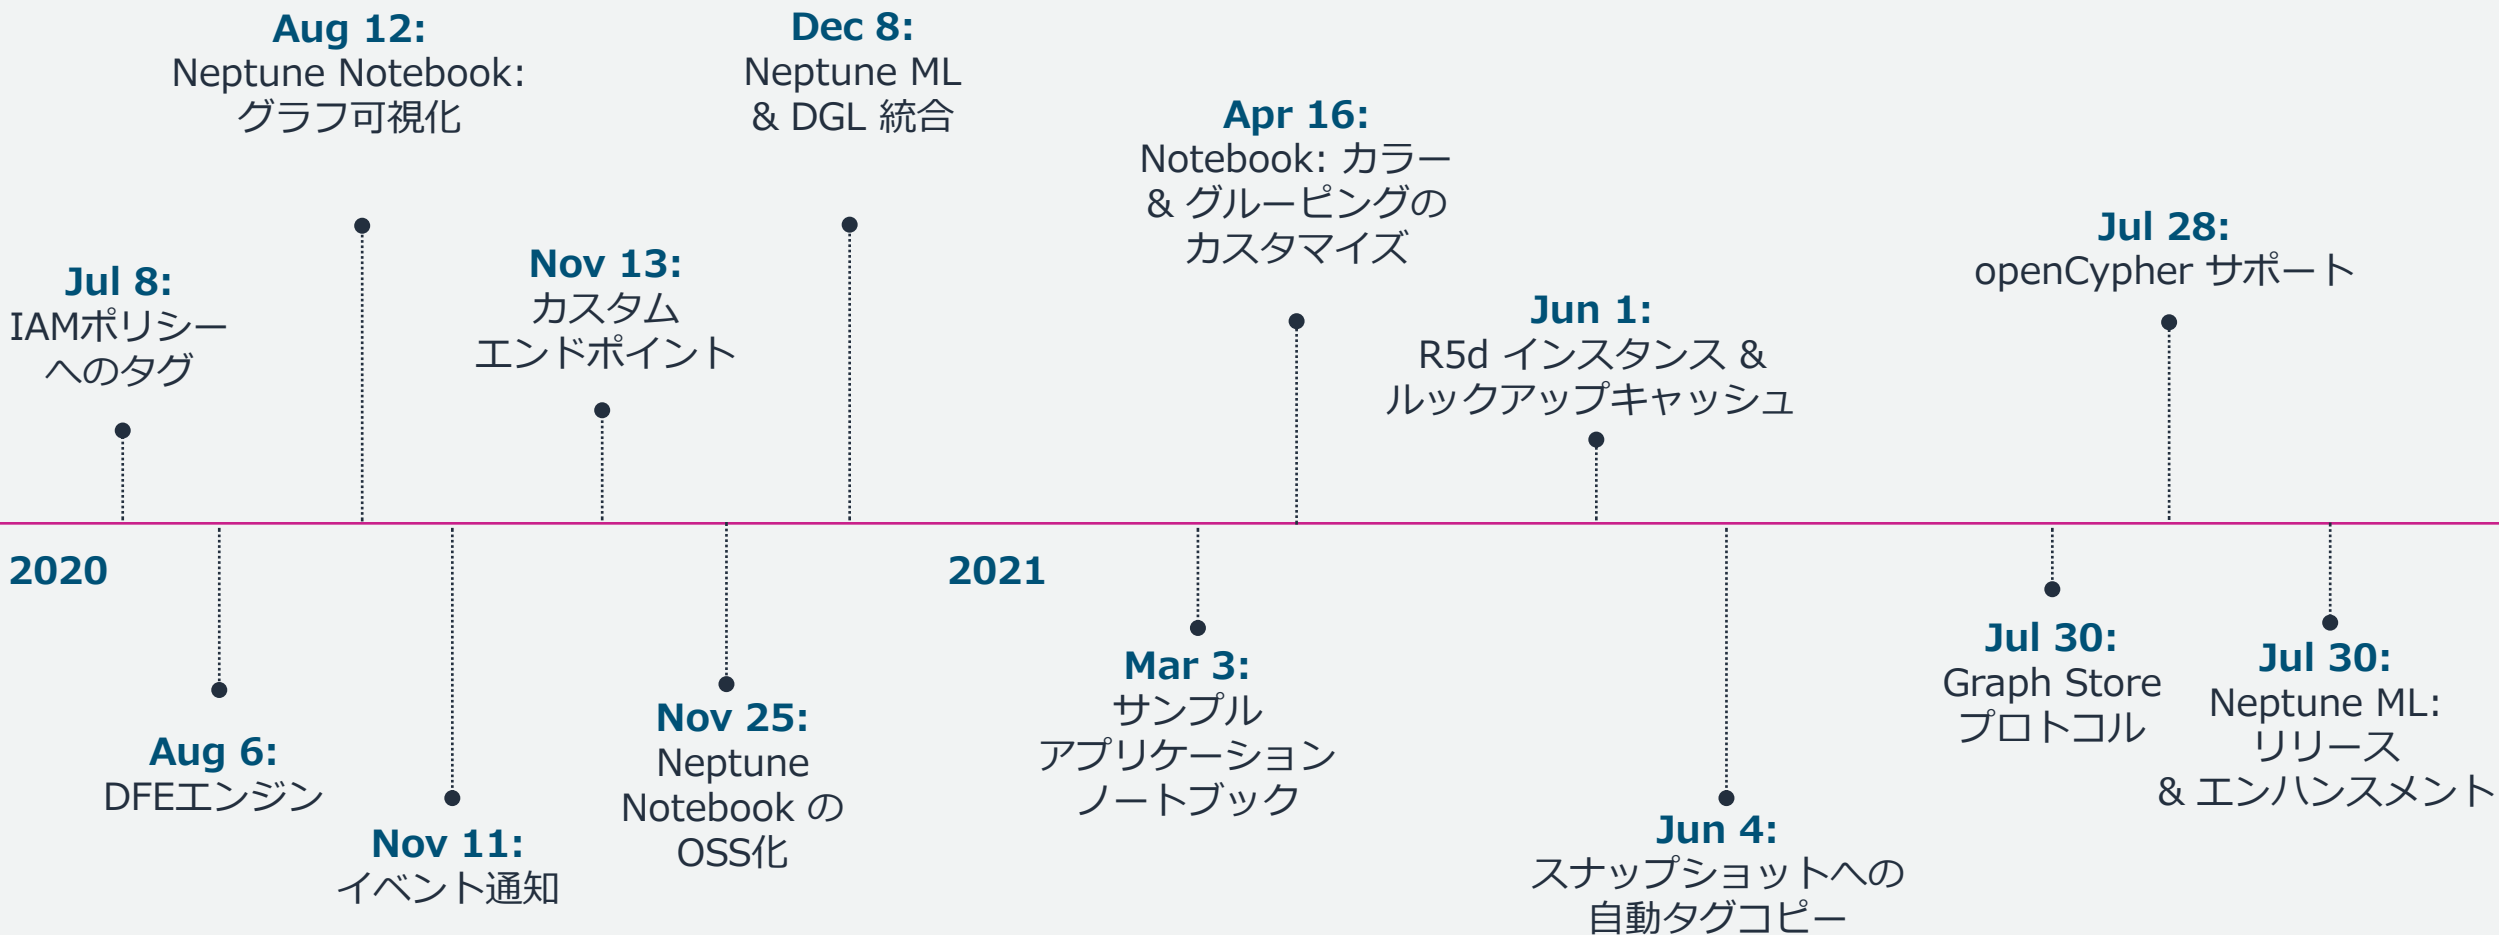 Aug 12:
Neptune Notebook:
グラフ可視化
Dec 8:
Neptune ML
& DGL 統合
Apr 16:
Notebook: カラー
& グルーピングの
カスタマイズ
Jul 28:
openCypher サポート
Jul 8:
IAMポリシー
へのタグ
Nov 13:
カスタム
エンドポイント
Jun 1:
R5d インスタンス &
ルックアップキャッシュ
2020
2021
Aug 6:
DFEエンジン
Nov 11:
イベント通知
Nov 25:
Neptune
Notebook の
OSS化
Mar 3:
サンプル
アプリケーション
ノートブック
Jun 4:
スナップショットへの
自動タグコピー
Jul 30:
Graph Store
プロトコル
Jul 30:
Neptune ML:
リリース
& エンハンスメント